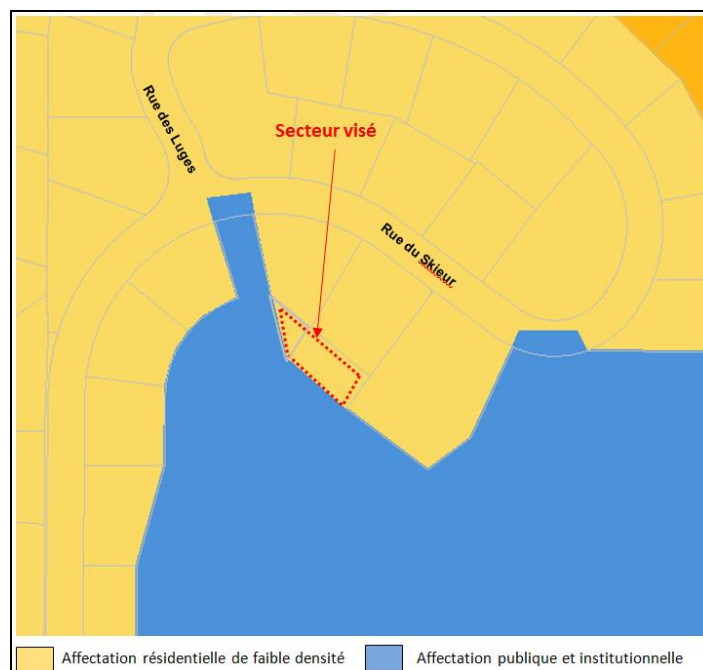 Rue des Luges
Secteur visé
Rue du Skieur
Affectation résidentielle de faible densité
Affectation publique et institutionnelle